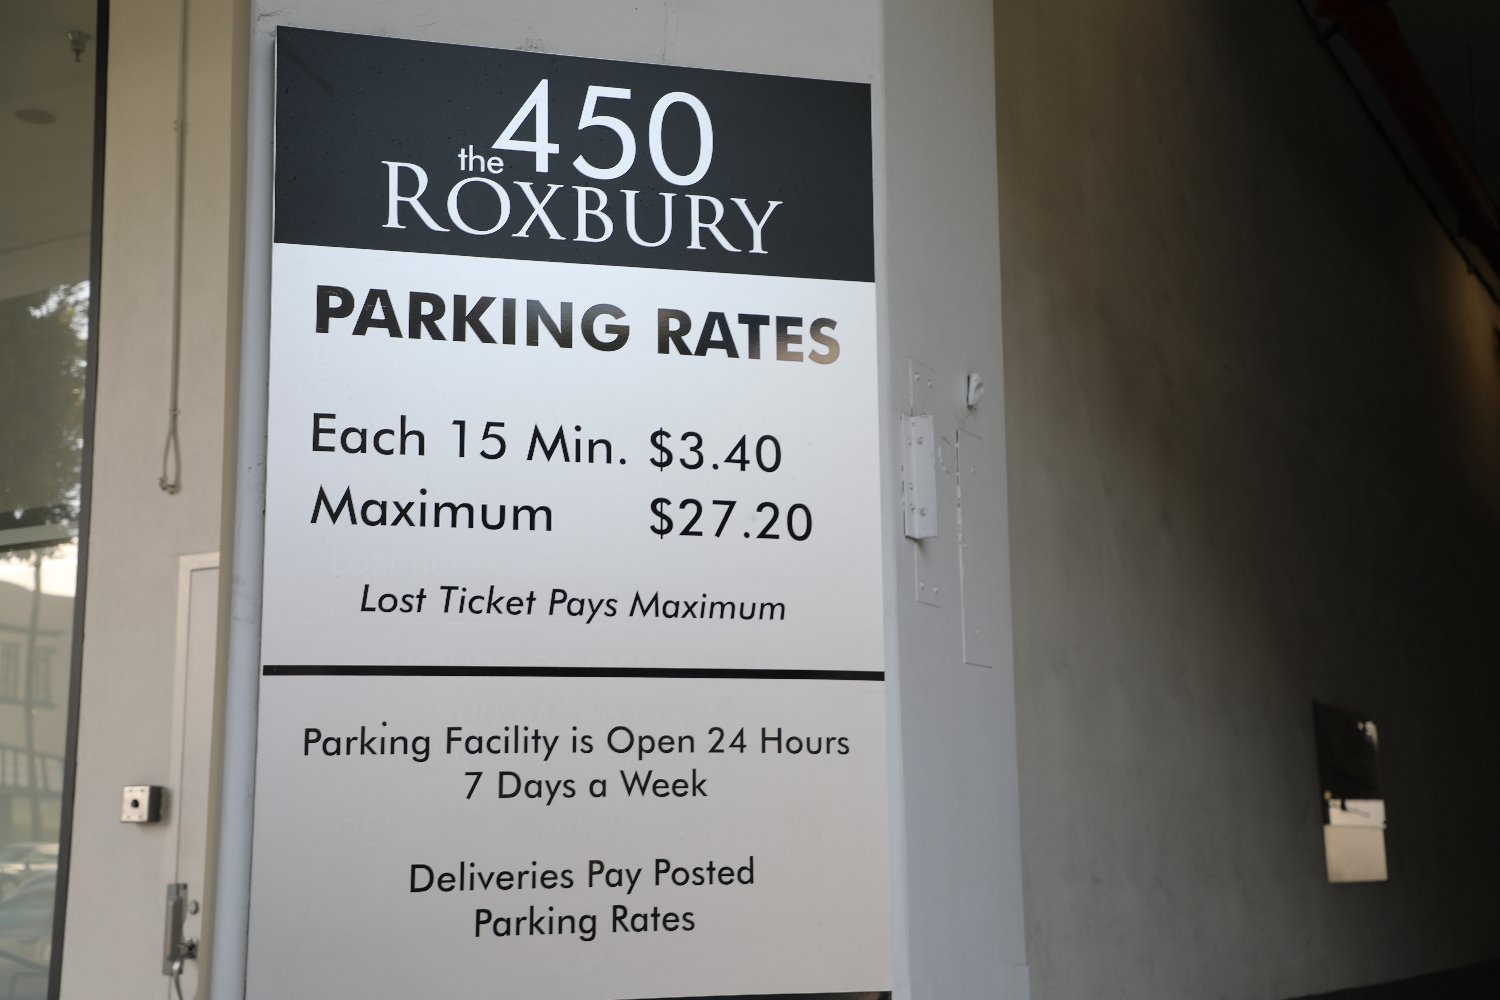 450
the
ROXBURY
PARKING RATES
Each 15 Min. $3.40
Maximum $27.20
Lost Ticket Pays Maximum
Parking Facility is Open 24 Hours
7 Days a Week
Deliveries Pay Posted
Parking Rates